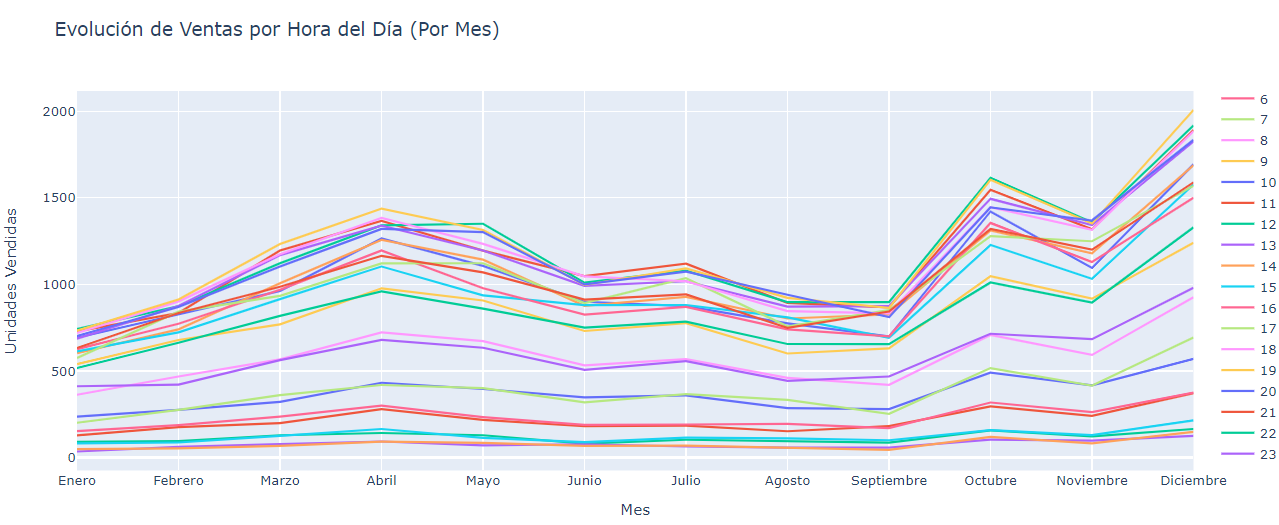 Evolución de Ventas por Hora del Día (Por Mes)
Unidades Vendidas
2000
1500
1000
500
0
Enero
Febrero
Marzo
Abril
Mayo
Junio
Julio
Agosto
Septiembre
Octubre
Noviembre
Diciembre
Mes
6
7
8
9
10
11
12
13
14
15
16
17
18
19
20
21
22
23